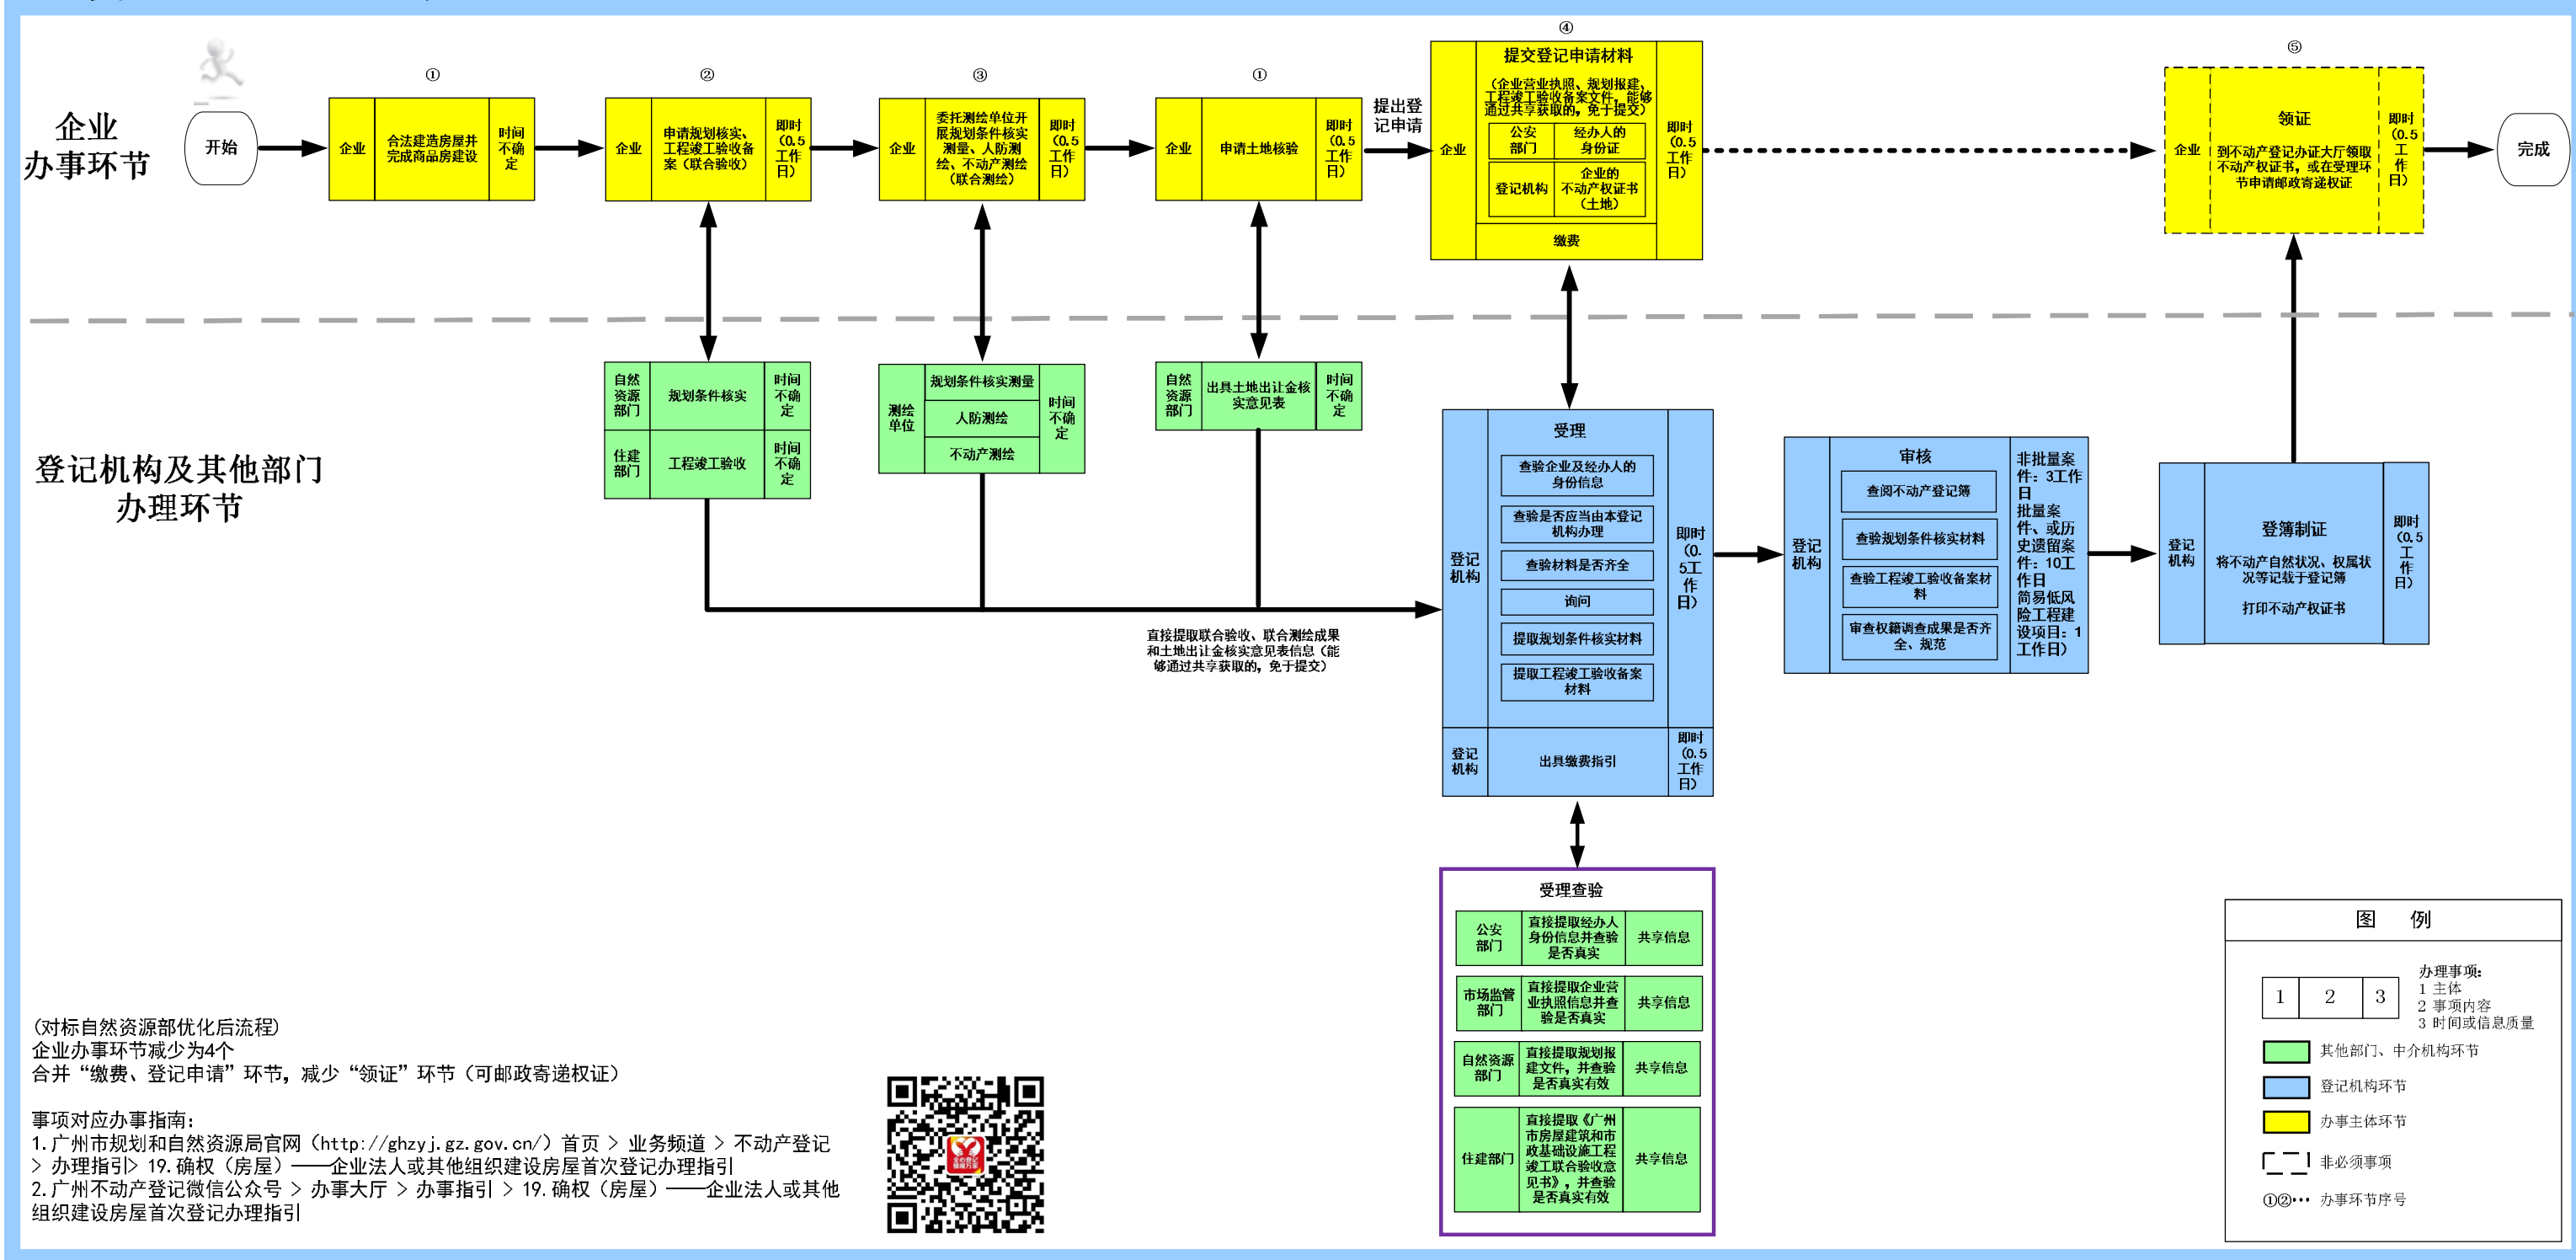 企业
办事环节
开始
①
企业
合法建造房屋并
完成商品房建设
时间
不确
定
②
企业
申请规划核实、
工程竣工验收备
案（联合验收）
即时
（0.5
工作
日）
③
企业
委托测绘单位开
展规划条件核实
测量、人防测
绘、不动产测绘
（联合测绘）
即时
（0.5
工作
日）
①
企业
申请土地核验
即时
（0.5
工作
日）
提出登
记申请
④
企业
提交登记申请材料
（企业营业执照、规划报建、
工程竣工验收备案文件，能够
通过共享获取的，免于提交）
公安
部门
经办人的
身份证
登记机构
企业的
不动产权证书
（土地）
缴费
即时
（0.5
工作
日）
⑤
企业
领证
到不动产登记办证大厅领取
不动产权证书，或在受理环
节申请邮政寄递权证
即时
（0.5
工
作
日）
完成
登记机构及其他部门
办理环节
自然
资源
部门
规划条件核实
时间
不确
定
住建
部门
工程竣工验收
时间
不确
定
测绘
单位
规划条件核实测量
人防测绘
不动产测绘
时间
不确
定
自然
资源
部门
出具土地出让金核
实意见表
时间
不确
定
直接提取联合验收、联合测绘成果
和土地出让金核实意见表信息（能
够通过共享获取的，免于提交）
登记
机构
受理
查验企业及经办人的
身份信息
查验是否应当由本登记
机构办理
查验材料是否齐全
询问
提取规划条件核实材料
提取工程竣工验收备案
材料
即时
（0.
5工
作
日）
登记
机构
出具缴费指引
即时
（0.5
工作
日）
登记
机构
审核
查阅不动产登记簿
查验规划条件核实材料
查验工程竣工验收备案材
料
审查权籍调查成果是否齐
全、规范
非批量案
件：3工作
日
批量案
件、或历
史遗留案
件：10工
作日
简易低风
险工程建
设项目：1
工作日）
登记
机构
登簿制证
将不动产自然状况、权属状
况等记载于登记簿
打印不动产权证书
即时
（0.5
工
作
日）
受理查验
公安
部门
直接提取经办人
身份信息并查验
是否真实
共享信息
市场监管
部门
直接提取企业营
业执照信息并查
验是否真实
共享信息
自然资源
部门
直接提取规划报
建文件，并查验
是否真实有效
共享信息
住建部门
直接提取《广州
市房屋建筑和市
政基础设施工程
竣工联合验收意
见书》，并查验
是否真实有效
共享信息
（对标自然资源部优化后流程）
企业办事环节减少为4个
合并“缴费、登记申请”环节，减少“领证”环节（可邮政寄递权证）
事项对应办事指南：
1.广州市规划和自然资源局官网（http://ghzyj.gz.gov.cn/）首页 > 业务频道 > 不动产登记
> 办理指引> 19.确权（房屋）——企业法人或其他组织建设房屋首次登记办理指引
2.广州不动产登记微信公众号 > 办事大厅 > 办事指引 > 19.确权（房屋）——企业法人或其他
组织建设房屋首次登记办理指引
图 例
1 2 3
办理事项：
1 主体
2 事项内容
3 时间或信息质量
其他部门、中介机构环节
登记机构环节
办事主体环节
非必须事项
①②… 办事环节序号